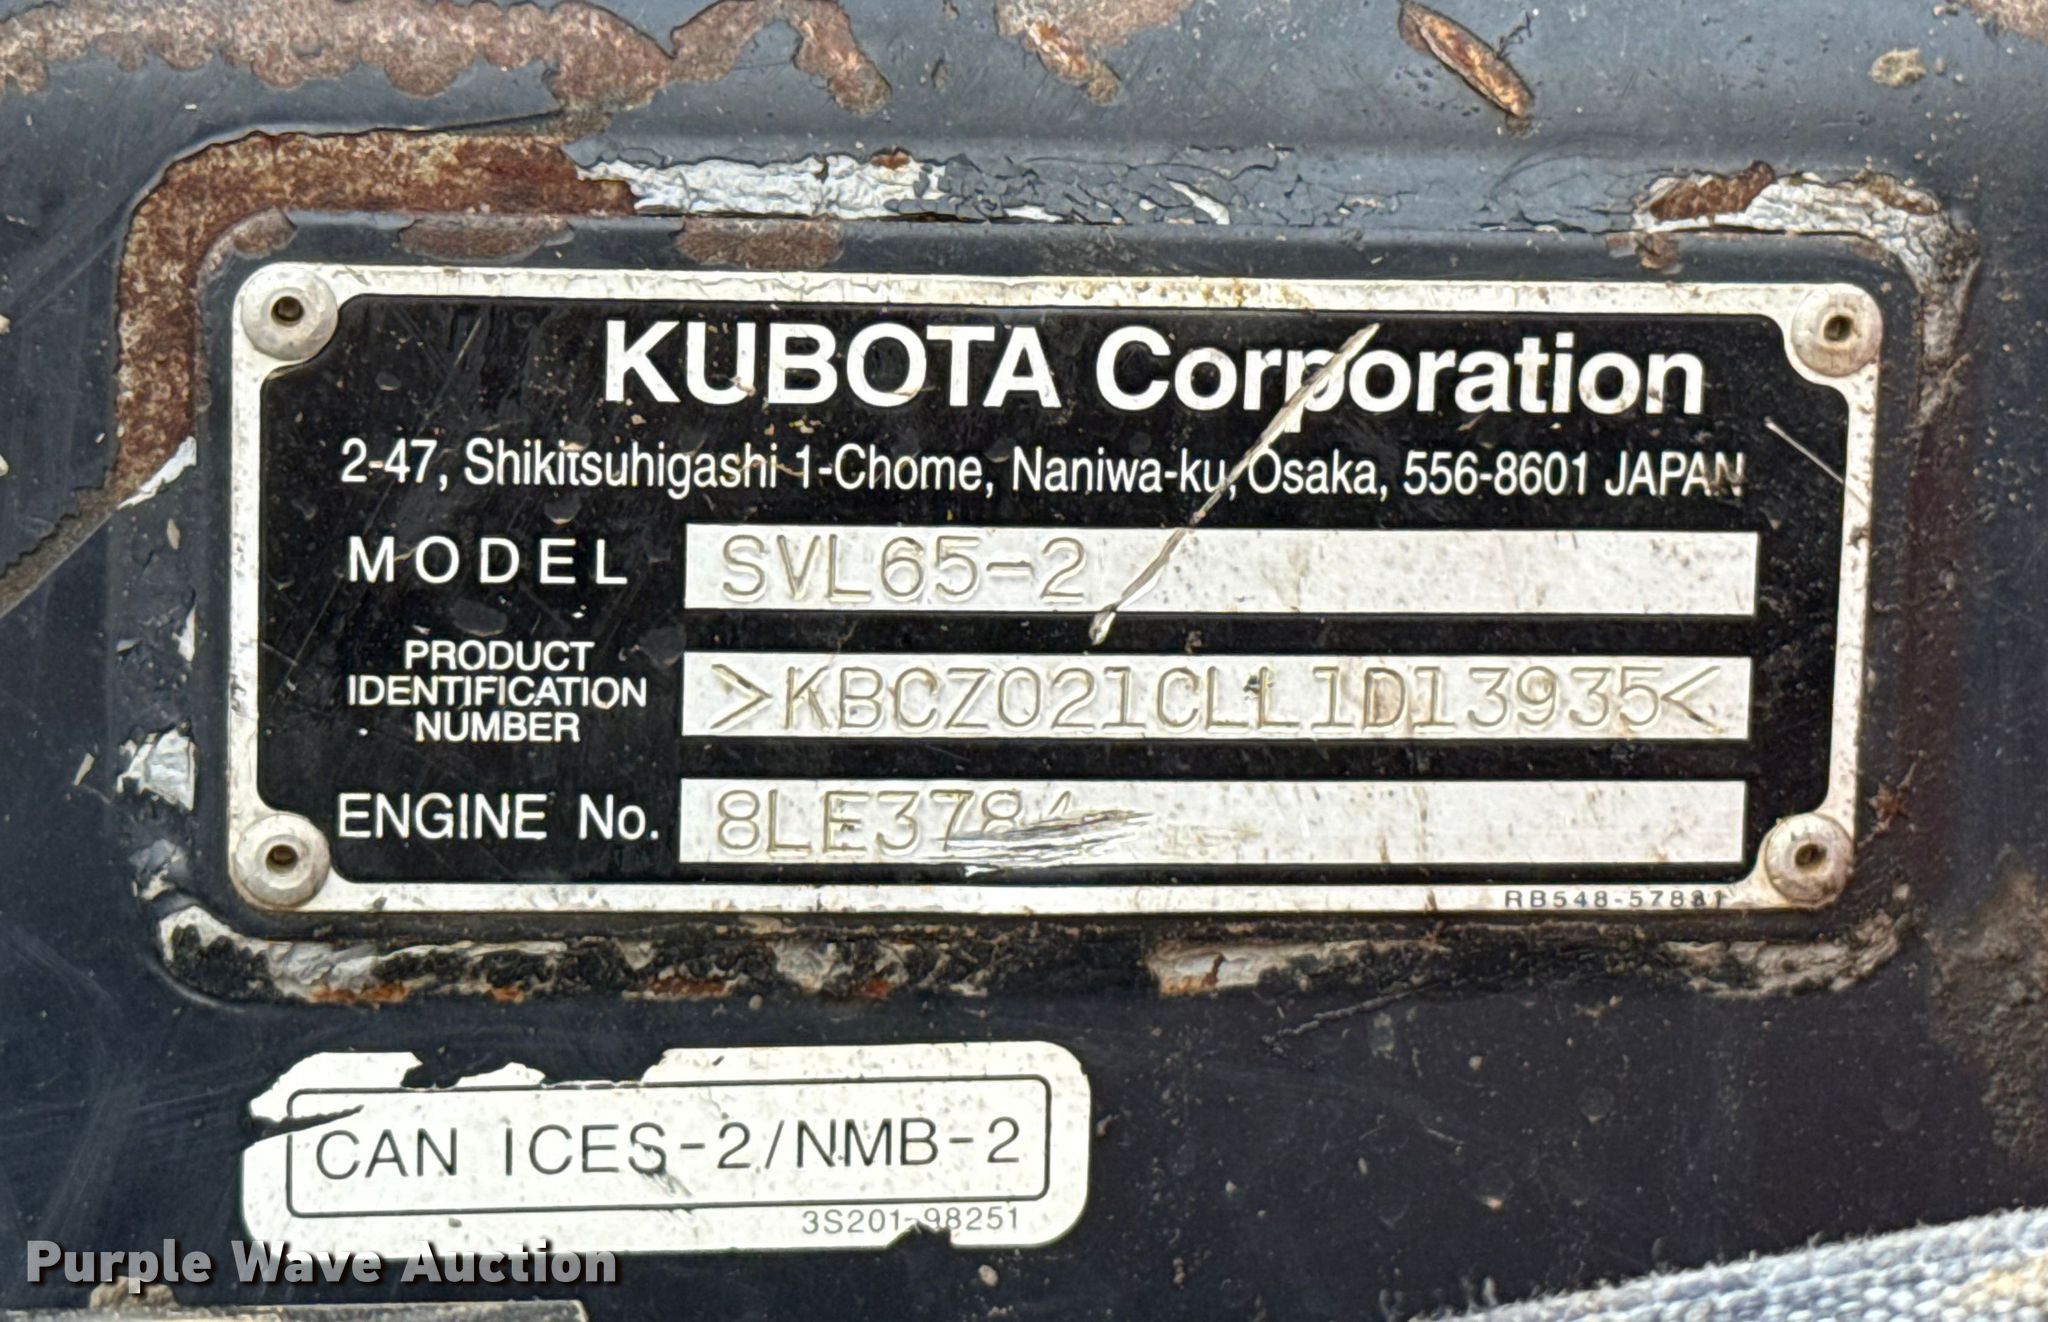 KUBOTA Corporation
2-47, Shikitsuhigashi 1-Chome, Naniwa-ku, Osaka, 556-8601 JAPAN
MODEL SVL65-2
PRODUCT IDENTIFICATION NUMBER >KBCZ021CLL1D13935<
ENGINE No.
RB548-57881
CAN ICES-2/NMB-2
3S201-98251
Purple Wave Auction